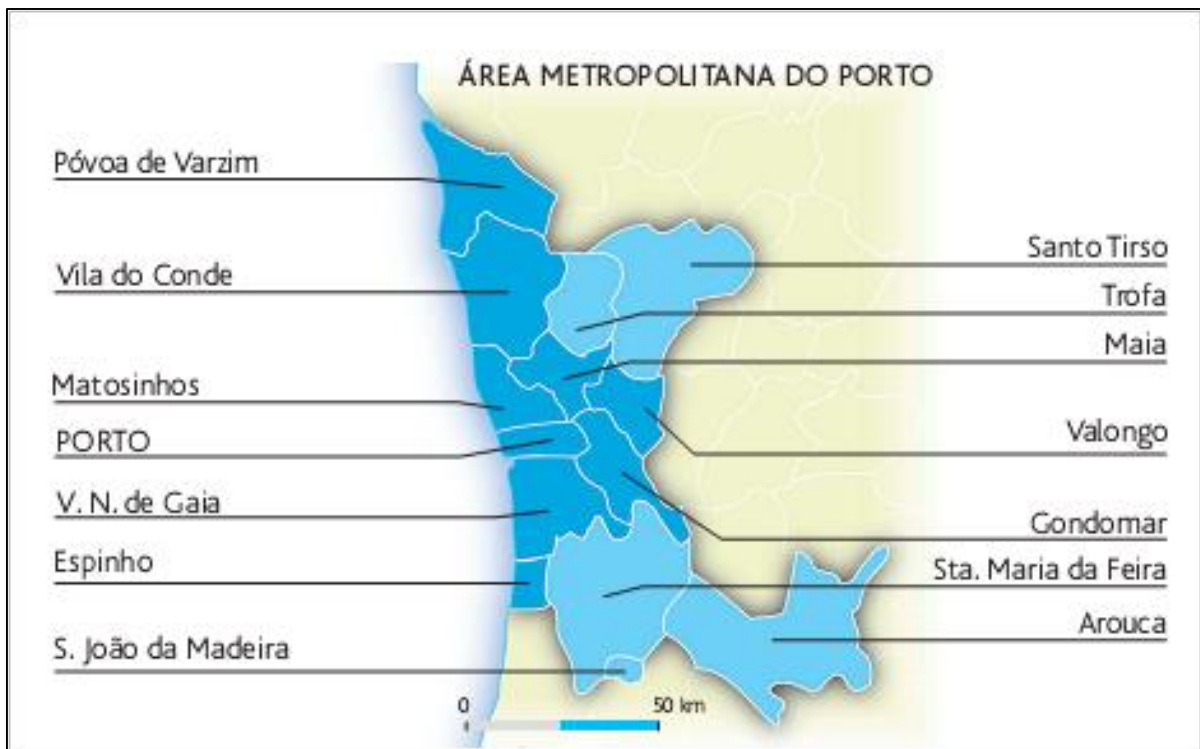 ÁREA METROPOLITANA DO PORTO
Póvoa de Varzim
Vila do Conde
Matosinhos
PORTO
V. N. de Gaia
Espinho
S. João da Madeira
Santo Tirso
Trofa
Maia
Valongo
Gondomar
Sta. Maria da Feira
Arouca
0 50 km